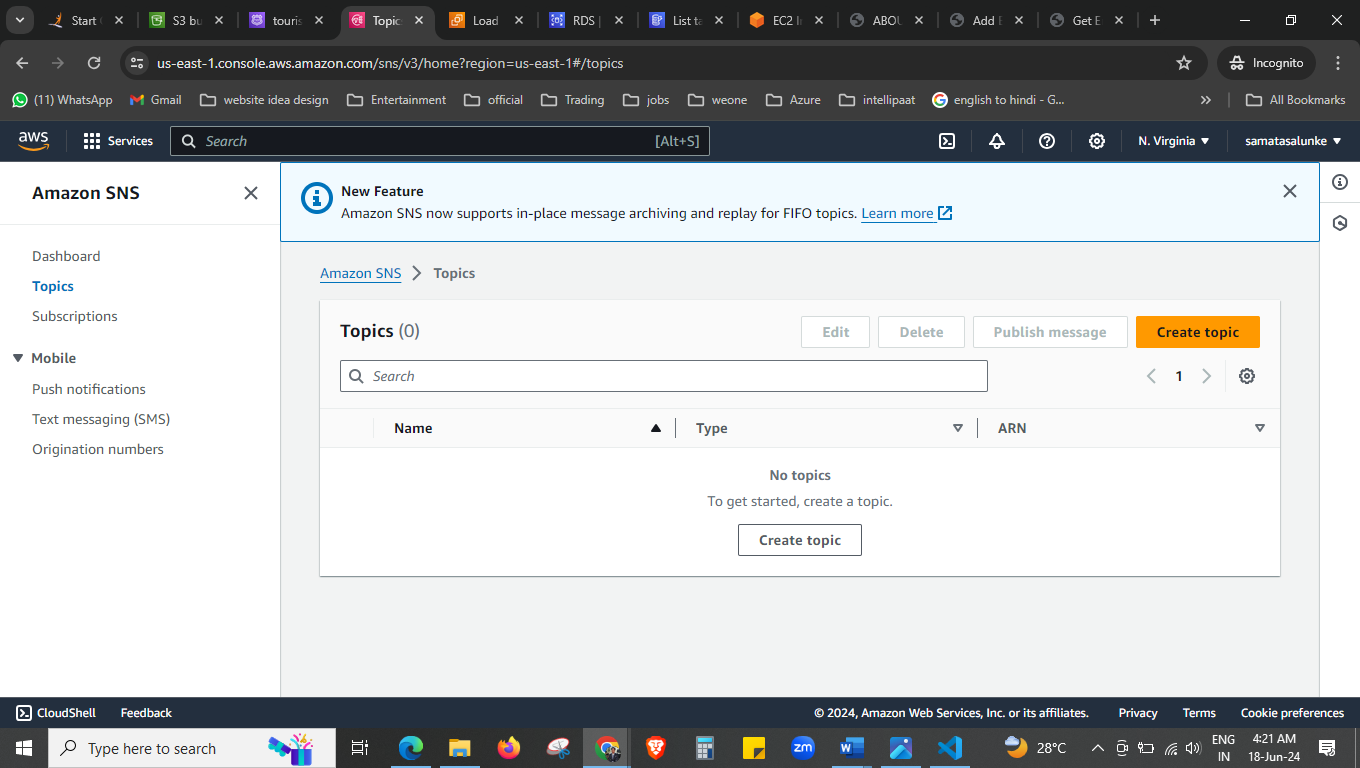 Start
S3 bu
touris
Topic
Load
RDS |
List ta
EC2 In
ABOU
Add E
Get E
us-east-1.console.aws.amazon.com/sns/v3/home?region=us-east-1#/topics
Incognito
(11) WhatsApp
Gmail
website idea design
Entertainment
official
Trading
jobs
weone
Azure
intellipaat
english to hindi - G...
All Bookmarks
aws
Services
Search
[Alt+S]
N. Virginia
samatasalunke
Amazon SNS
Dashboard
Topics
Subscriptions
Mobile
Push notifications
Text messaging (SMS)
Origination numbers
New Feature
Amazon SNS now supports in-place message archiving and replay for FIFO topics. Learn more
Amazon SNS > Topics
Topics (0)
Edit
Delete
Publish message
Create topic
Search
1
Name
Type
ARN
No topics
To get started, create a topic.
Create topic
CloudShell
Feedback
© 2024, Amazon Web Services, Inc. or its affiliates.
Privacy
Terms
Cookie preferences
Type here to search
zm
28°C
ENG
IN
4:21 AM
18-Jun-24